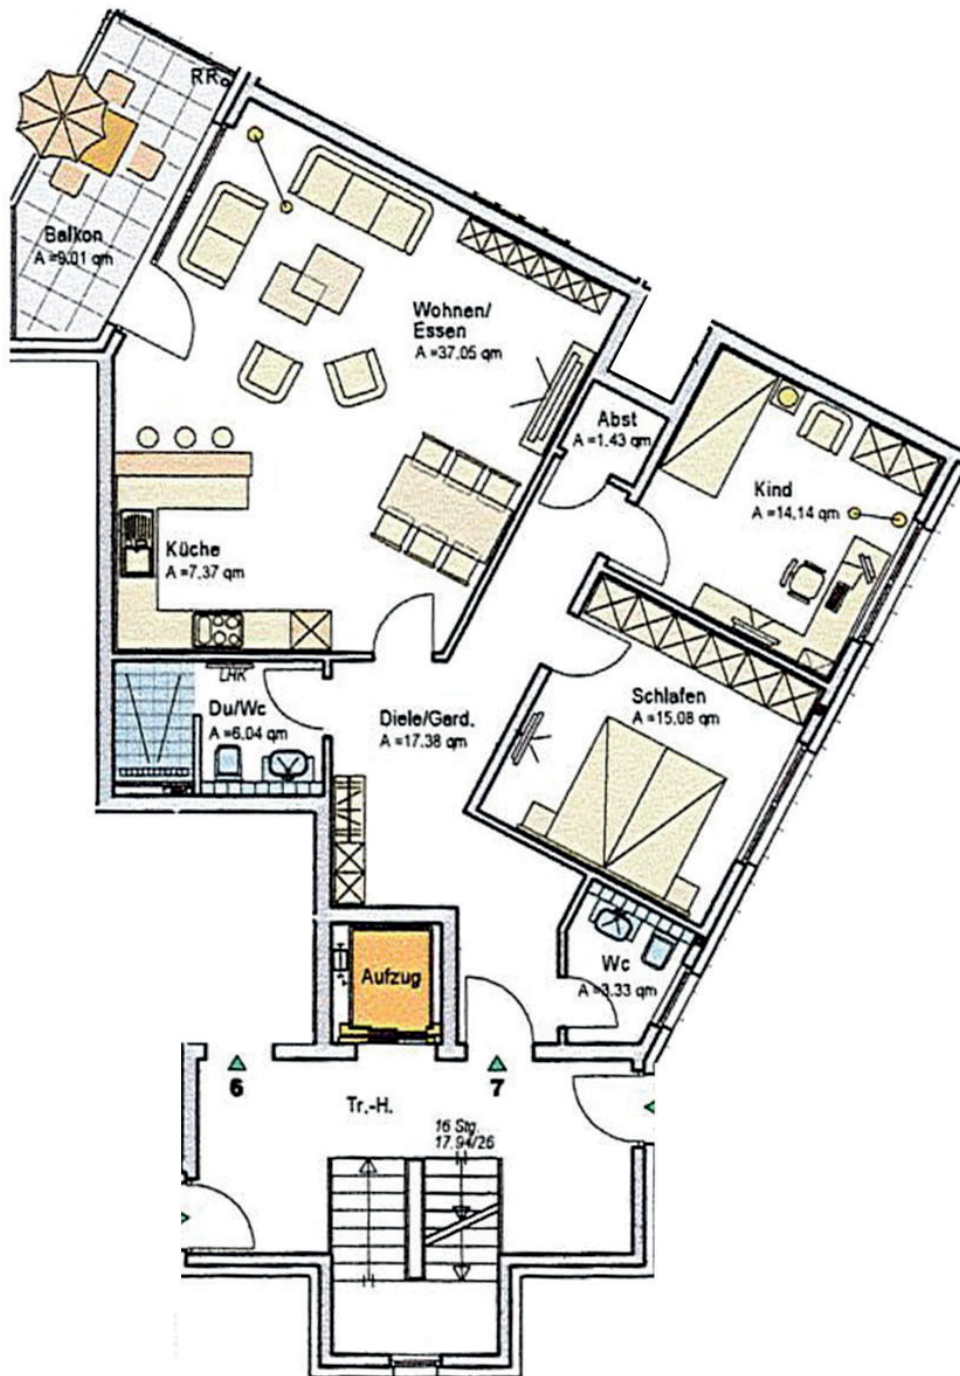 RR
Balkon
A =9.01 qm
Wohnen/
Essen
A =37.05 qm
Abst
A =1.43 qm
Kind
A =14,14 qm
Küche
A =7.37 qm
LHK
Du/Wc
A =6.04 qm
Diele/Gard.
A =17.38 qm
Schlafen
A =15.08 qm
Wc
A =3.33 qm
Aufzug
6
7
Tr.-H.
16 Stg.
17.94/26